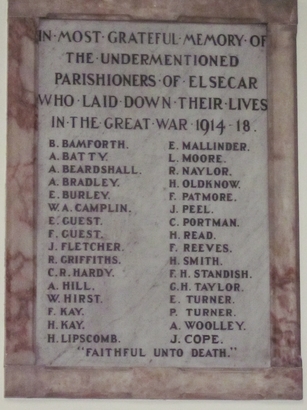 IN·MOST·GRATEFUL·MEMORY·OF
THE·UNDERMENTIONED
PARISHIONERS·OF·ELSECAR
WHO·LAID·DOWN·THEIR·LIVES
IN·THE·GREAT·WAR·1914-18.
B. BAMFORTH.
A. BATTY.
A. BEARDSHALL.
A. BRADLEY.
E. BURLEY.
W.A. CAMPLIN.
E. GUEST.
F. GUEST.
J. FLETCHER.
R. GRIFFITHS.
C.R. HARDY.
A. HILL.
W. HIRST.
F. KAY.
H. KAY.
H. LIPSCOMB.
E. MALLINDER.
L. MOORE.
R. NAYLOR.
H. OLDKNOW.
F. PATMORE.
J. PEEL.
C. PORTMAN.
H. READ.
F. REEVES.
H. SMITH.
F.H. STANDISH.
G.H. TAYLOR.
E. TURNER.
P. TURNER.
A. WOOLLEY.
J. COPE.
"FAITHFUL UNTO DEATH."